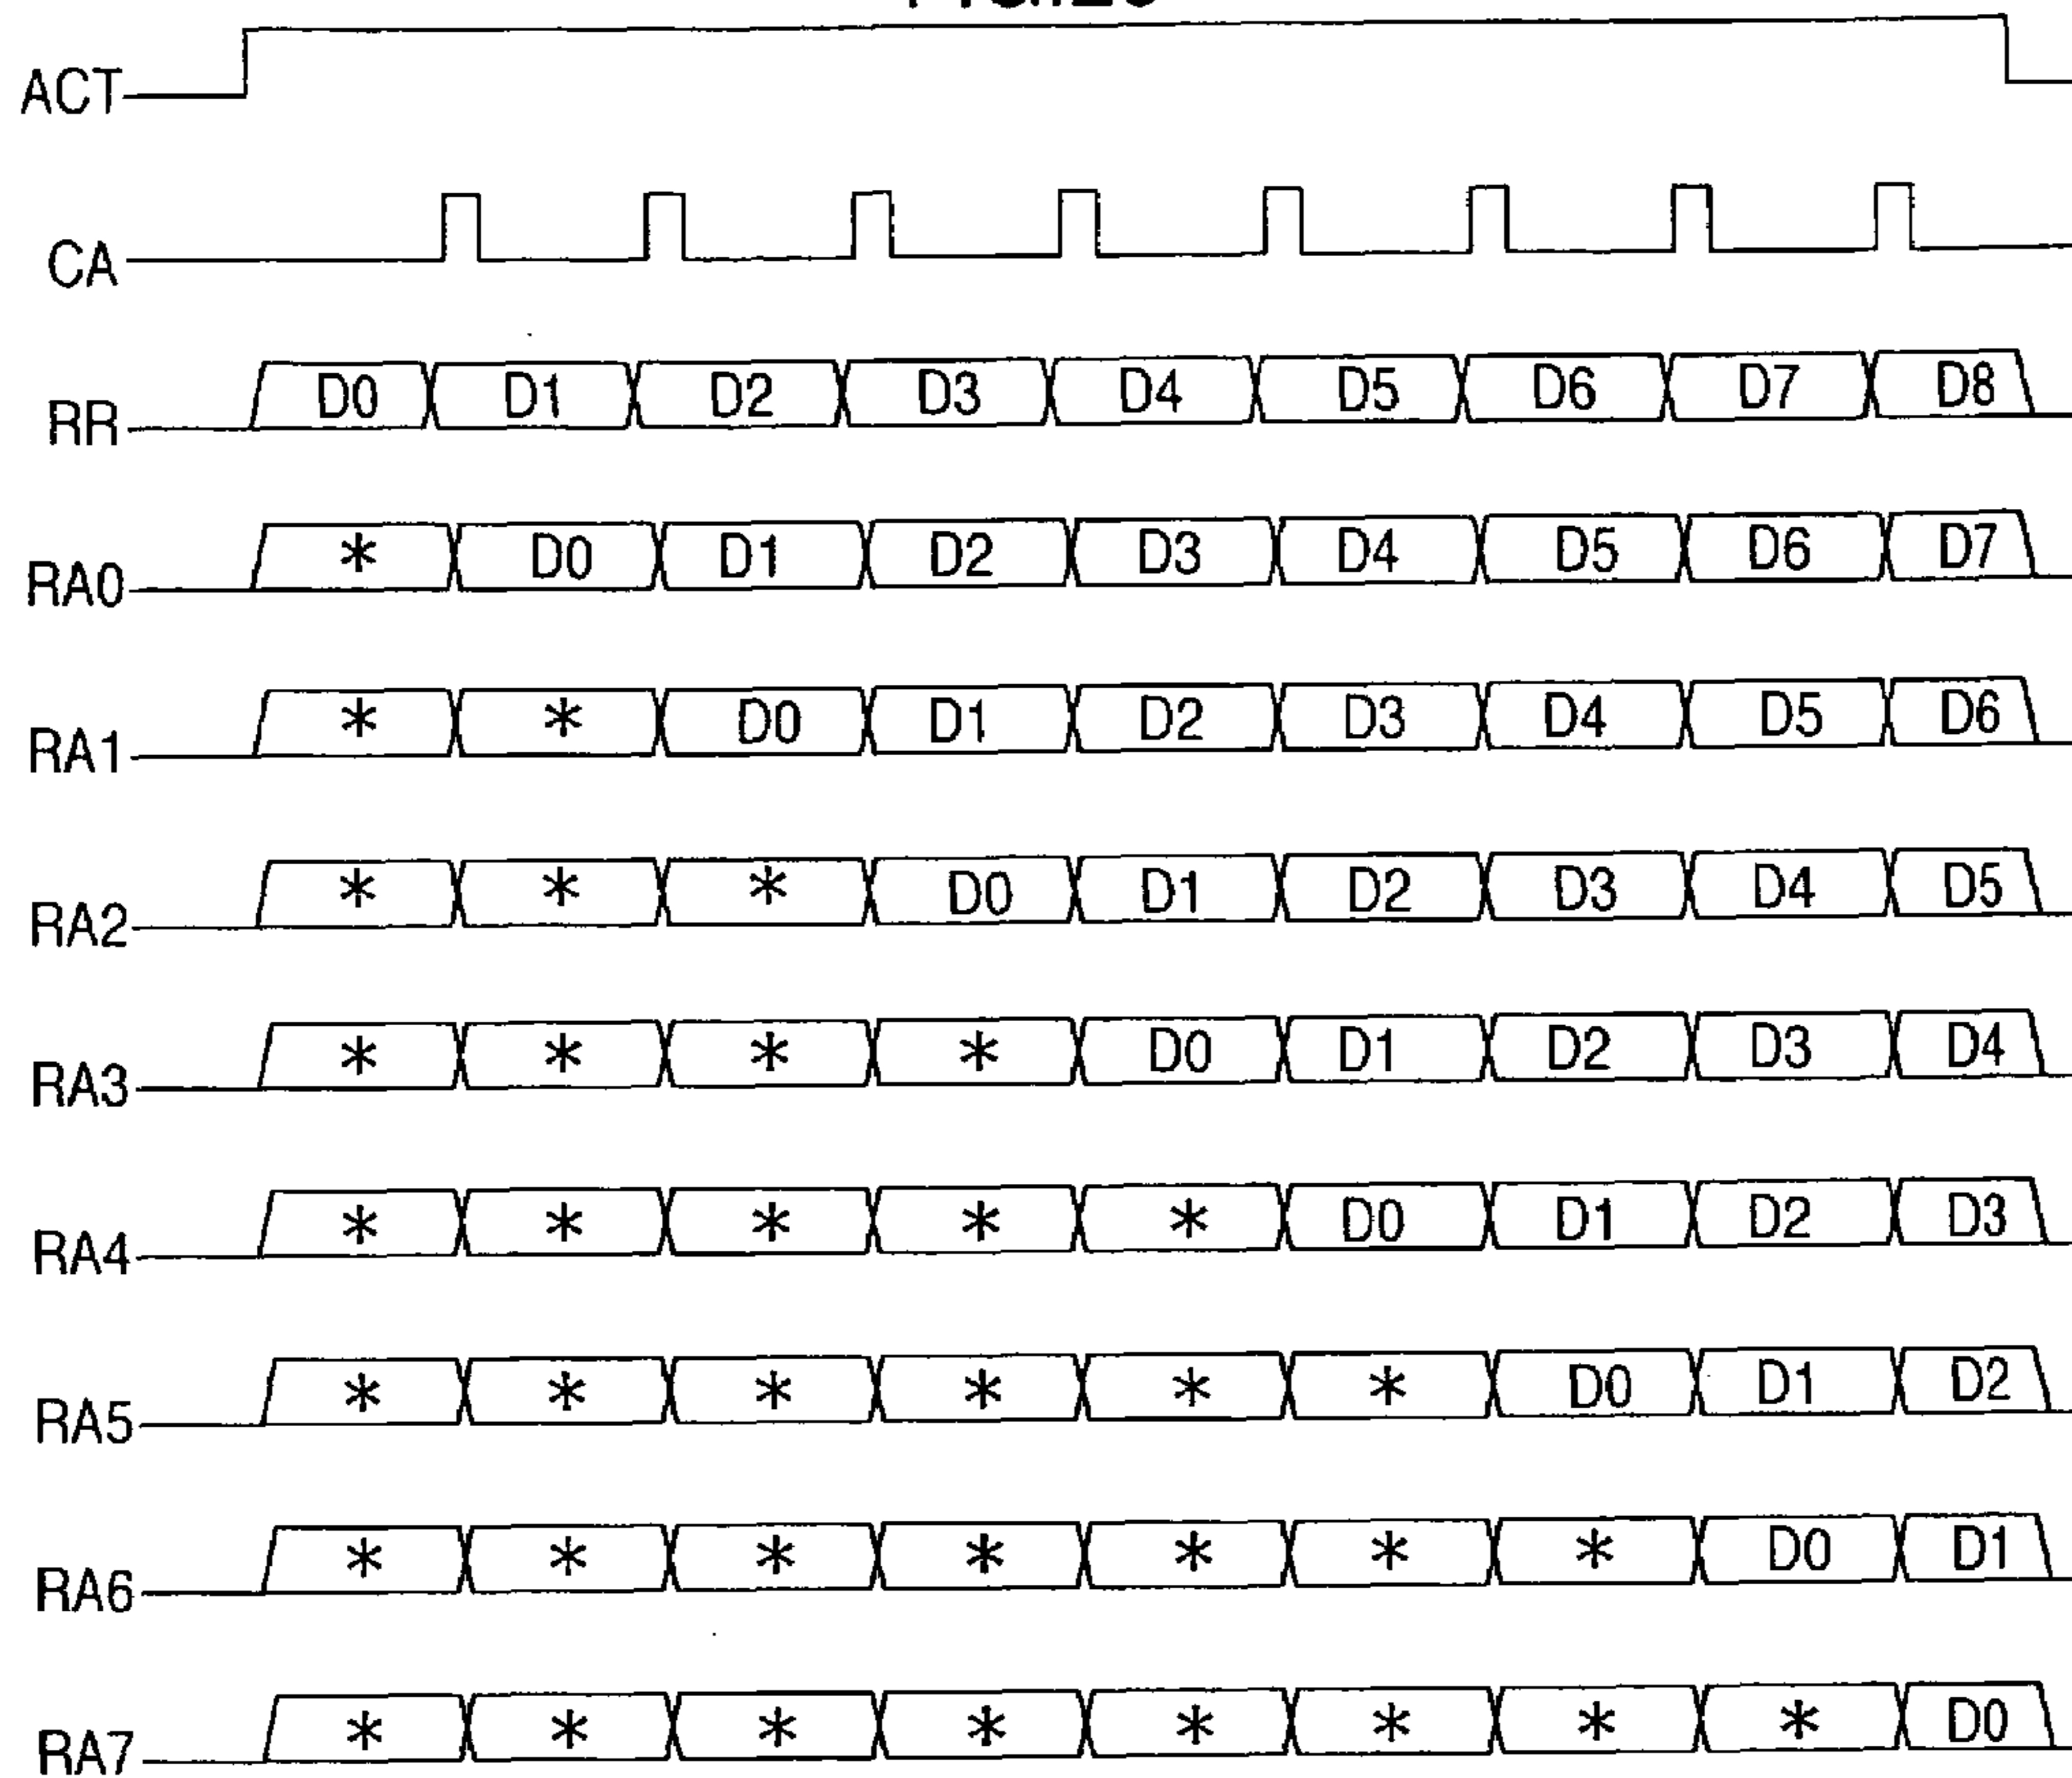 ACT
CA
RR D0 D1 D2 D3 D4 D5 D6 D7 D8
RA0 * D0 D1 D2 D3 D4 D5 D6 D7
RA1 * * D0 D1 D2 D3 D4 D5 D6
RA2 * * * D0 D1 D2 D3 D4 D5
RA3 * * * * D0 D1 D2 D3 D4
RA4 * * * * * D0 D1 D2 D3
RA5 * * * * * * D0 D1 D2
RA6 * * * * * * * D0 D1
RA7 * * * * * * * * D0